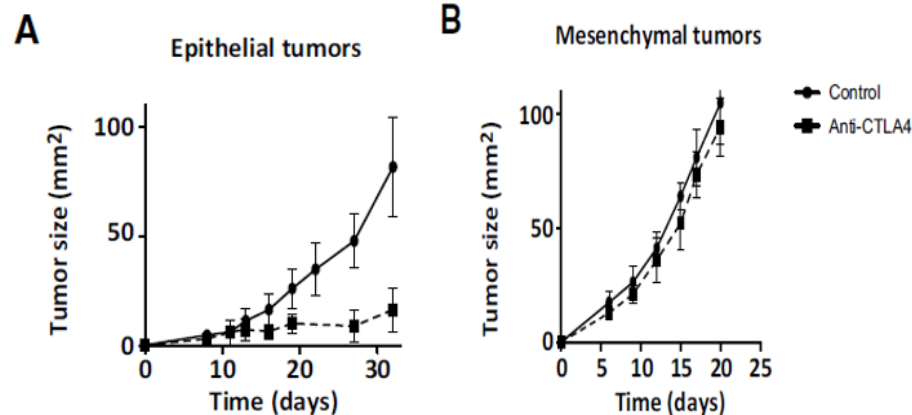 A
Epithelial tumors
Tumor size (mm²)
100
50
0
0 10 20 30
Time (days)
B
Mesenchymal tumors
Tumor size (mm²)
100
50
0
0 5 10 15 20 25
Time (days)
Control
Anti-CTLA4